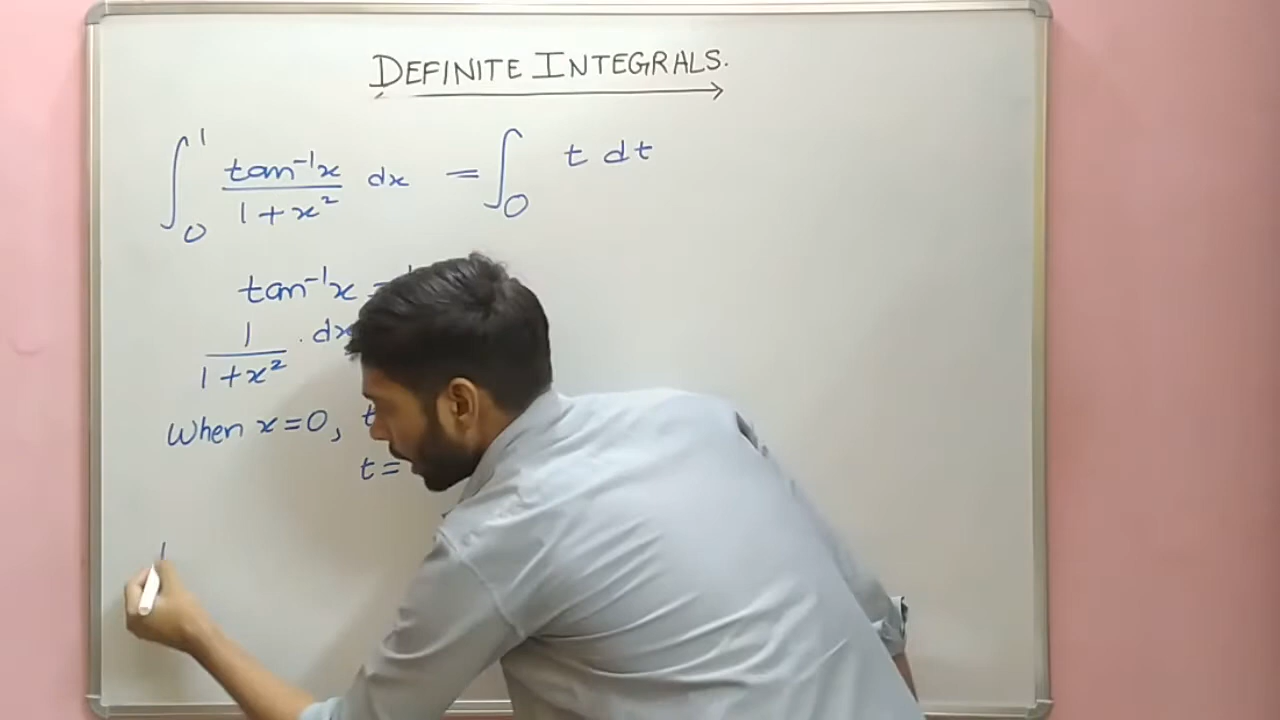 DEFINITE INTEGRALS.
∫₀¹ tan⁻¹x / 1+x² dx = ∫₀ t dt
tan⁻¹x =
1 / 1+x² . dx
When x=0, t
t=